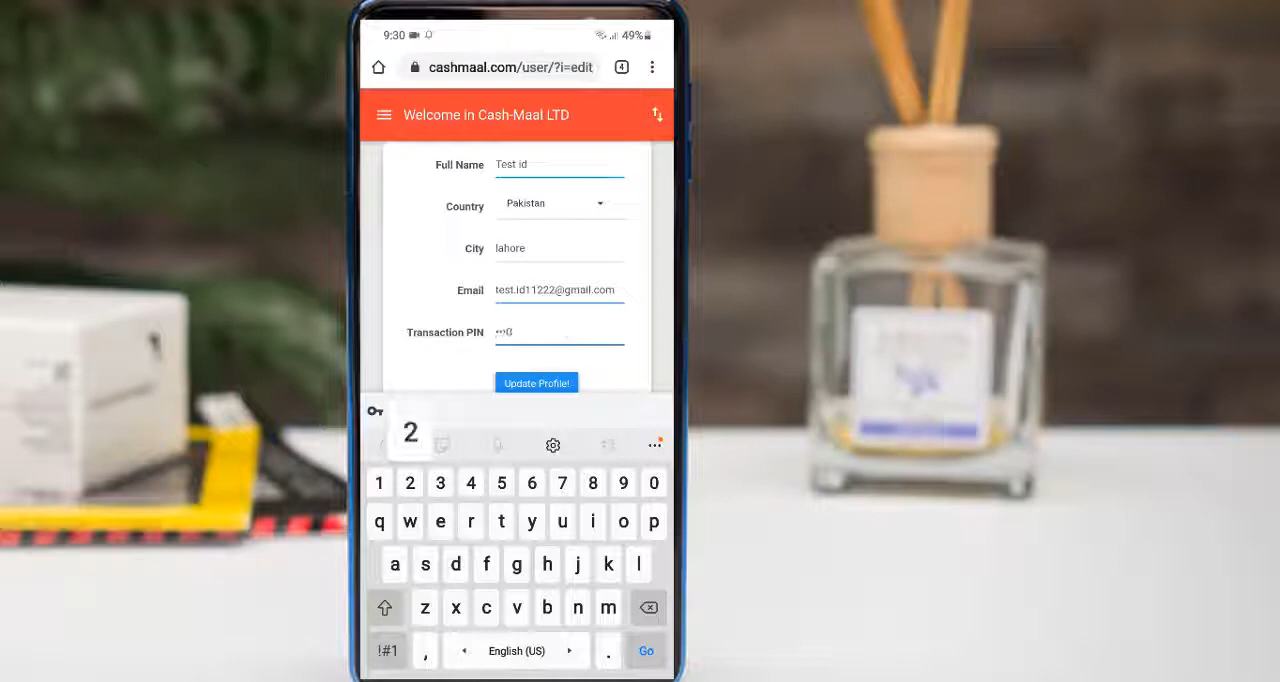 9:30 49%
cashmaal.com/user/?i=edit 4
Welcome in Cash-Maal LTD
Full Name Test id
Country Pakistan
City lahore
Email test.id11222@gmail.com
Transaction PIN
Update Profile!
2
1 2 3 4 5 6 7 8 9 0
q w e r t y u i o p
a s d f g h j k l
z x c v b n m
!#1 , English (US) . Go